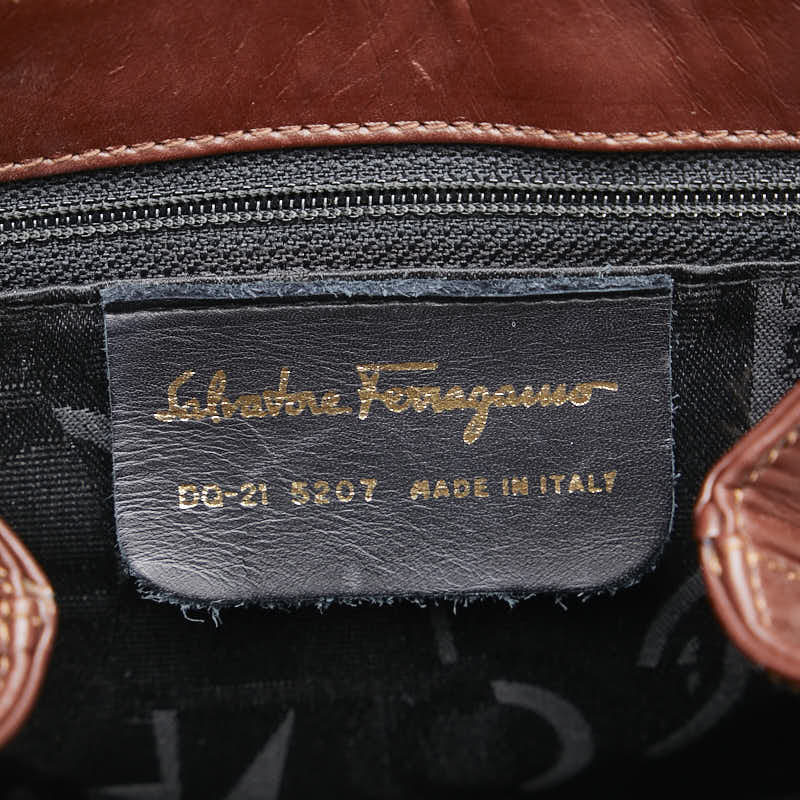 Salvatore Ferragamo
DQ-21 5207 MADE IN ITALY